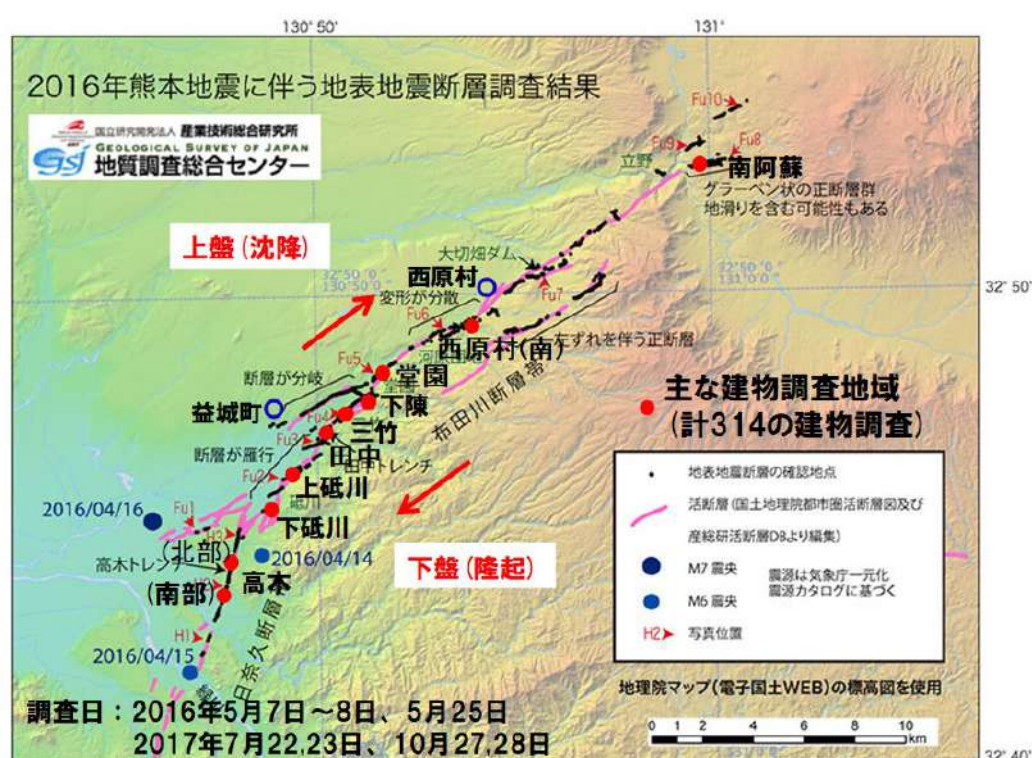 130° 50'
131°
2016年熊本地震に伴う地表地震断層調査結果
国立研究開発法人 産業技術総合研究所
GEOLOGICAL SURVEY OF JAPAN
GSJ 地質調査総合センター
Fu10
Fu9
Fu8
立野
南阿蘇
グラーベン状の正断層群
地滑りを含む可能性もある
上盤(沈降)
大切畑ダム
32°50'0"
130°50'0"
32°50'0"
131°0'0"
32° 50'
西原村
変形が分散
Fu7
Fu6
西原村(南)
左ずれを伴う正断層
Fu5
堂園
断層が分岐
益城町
下陳
Fu4
三竹
布田川断層帯
主な建物調査地域
(計314の建物調査)
Fu3
田中
田中トレンチ
断層が雁行
Fu2
上砥川
砥川
下砥川
2016/04/16
Fu1
H3
(北部)
2016/04/14
高木トレンチ
高本
(南部)
下盤(隆起)
H1
2016/04/15
日奈久断層
地表地震断層の確認地点
活断層(国土地理院都市圏活断層図及び
産総研活断層DBより編集)
M7 震央
M6 震央
震源は気象庁一元化
震源カタログに基づく
H2 写真位置
地理院マップ(電子国土WEB)の標高図を使用
0 1 2 4 6 8 10
km
調査日:2016年5月7日~8日、5月25日
2017年7月22,23日、10月27,28日
32° 40'